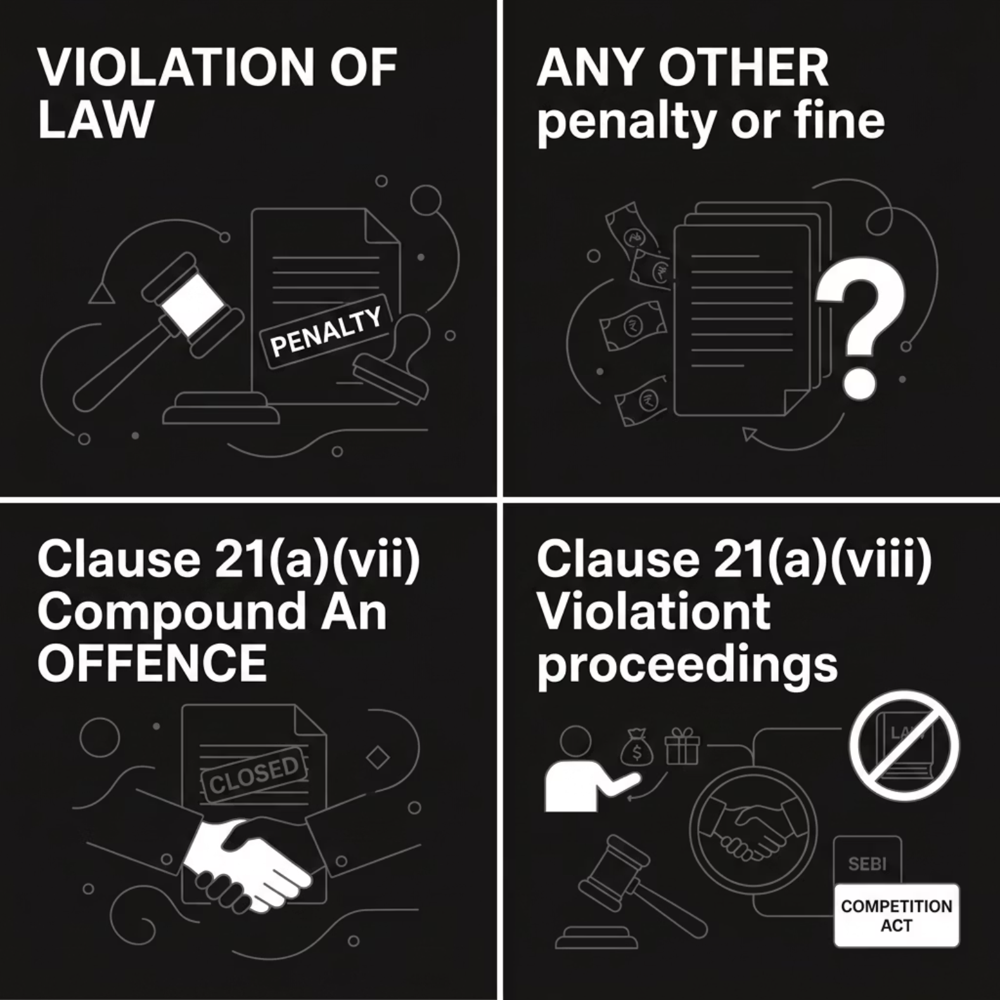 VIOLATION OF
LAW
PENALTY
ANY OTHER
penalty or fine
₹
₹
₹
Clause 21(a)(vii)
Compound An
OFFENCE
CLOSED
Clause 21(a)(viii)
Violationt
proceedings
LAW
$
SEBI
COMPETITION
ACT